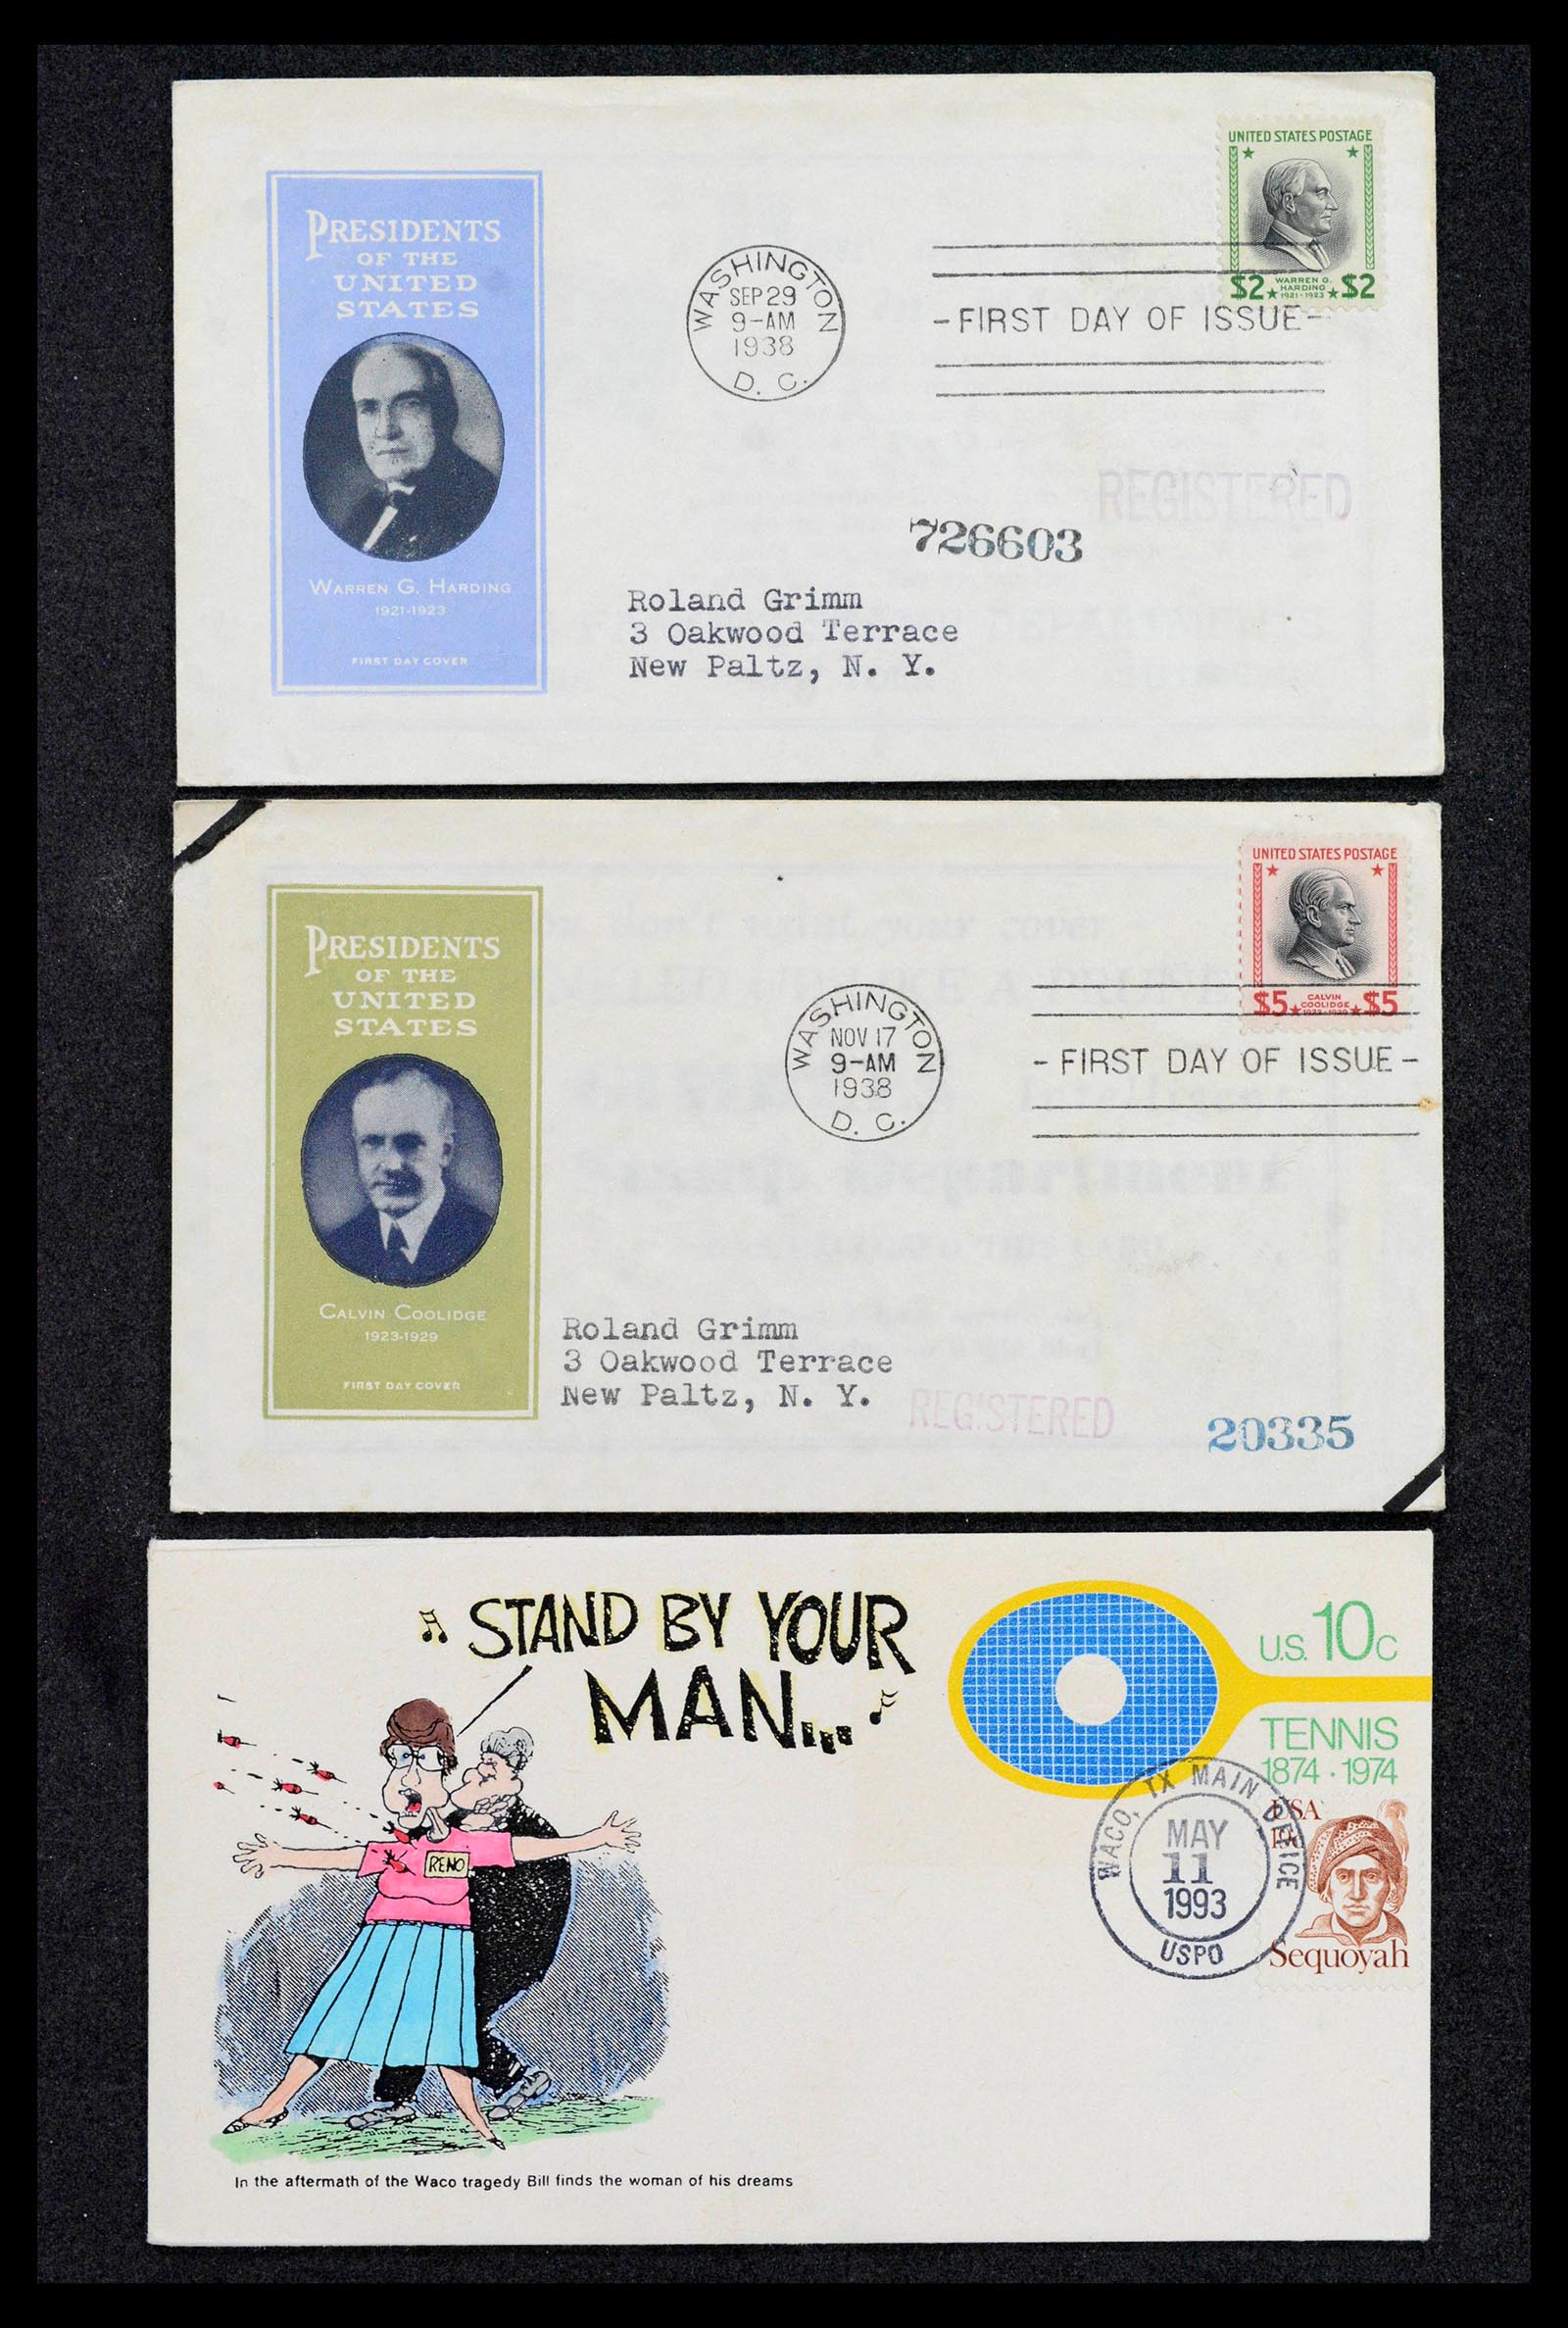 PRESIDENTS
OF THE
UNITED
STATES
WARREN G. HARDING
1921-1923
FIRST DAY COVER
WASHINGTON
SEP 29
9-AM
1938
D. C.
UNITED STATES POSTAGE
$2 WARREN G. HARDING 1921-1923 $2
- FIRST DAY OF ISSUE -
REGISTERED
726603
Roland Grimm
3 Oakwood Terrace
New Paltz, N. Y.
PRESIDENTS
OF THE
UNITED
STATES
CALVIN COOLIDGE
1923-1929
FIRST DAY COVER
WASHINGTON
NOV 17
9-AM
1938
D. C.
UNITED STATES POSTAGE
$5 CALVIN COOLIDGE 1923-1929 $5
- FIRST DAY OF ISSUE -
Roland Grimm
3 Oakwood Terrace
New Paltz, N. Y.
REGISTERED
20335
STAND BY YOUR
MAN...
RENO
In the aftermath of the Waco tragedy Bill finds the woman of his dreams
U.S. 10c
TENNIS
1874 · 1974
WACO, TX MAIN OFFICE
MAY
11
1993
USPO
USA
19c
Sequoyah